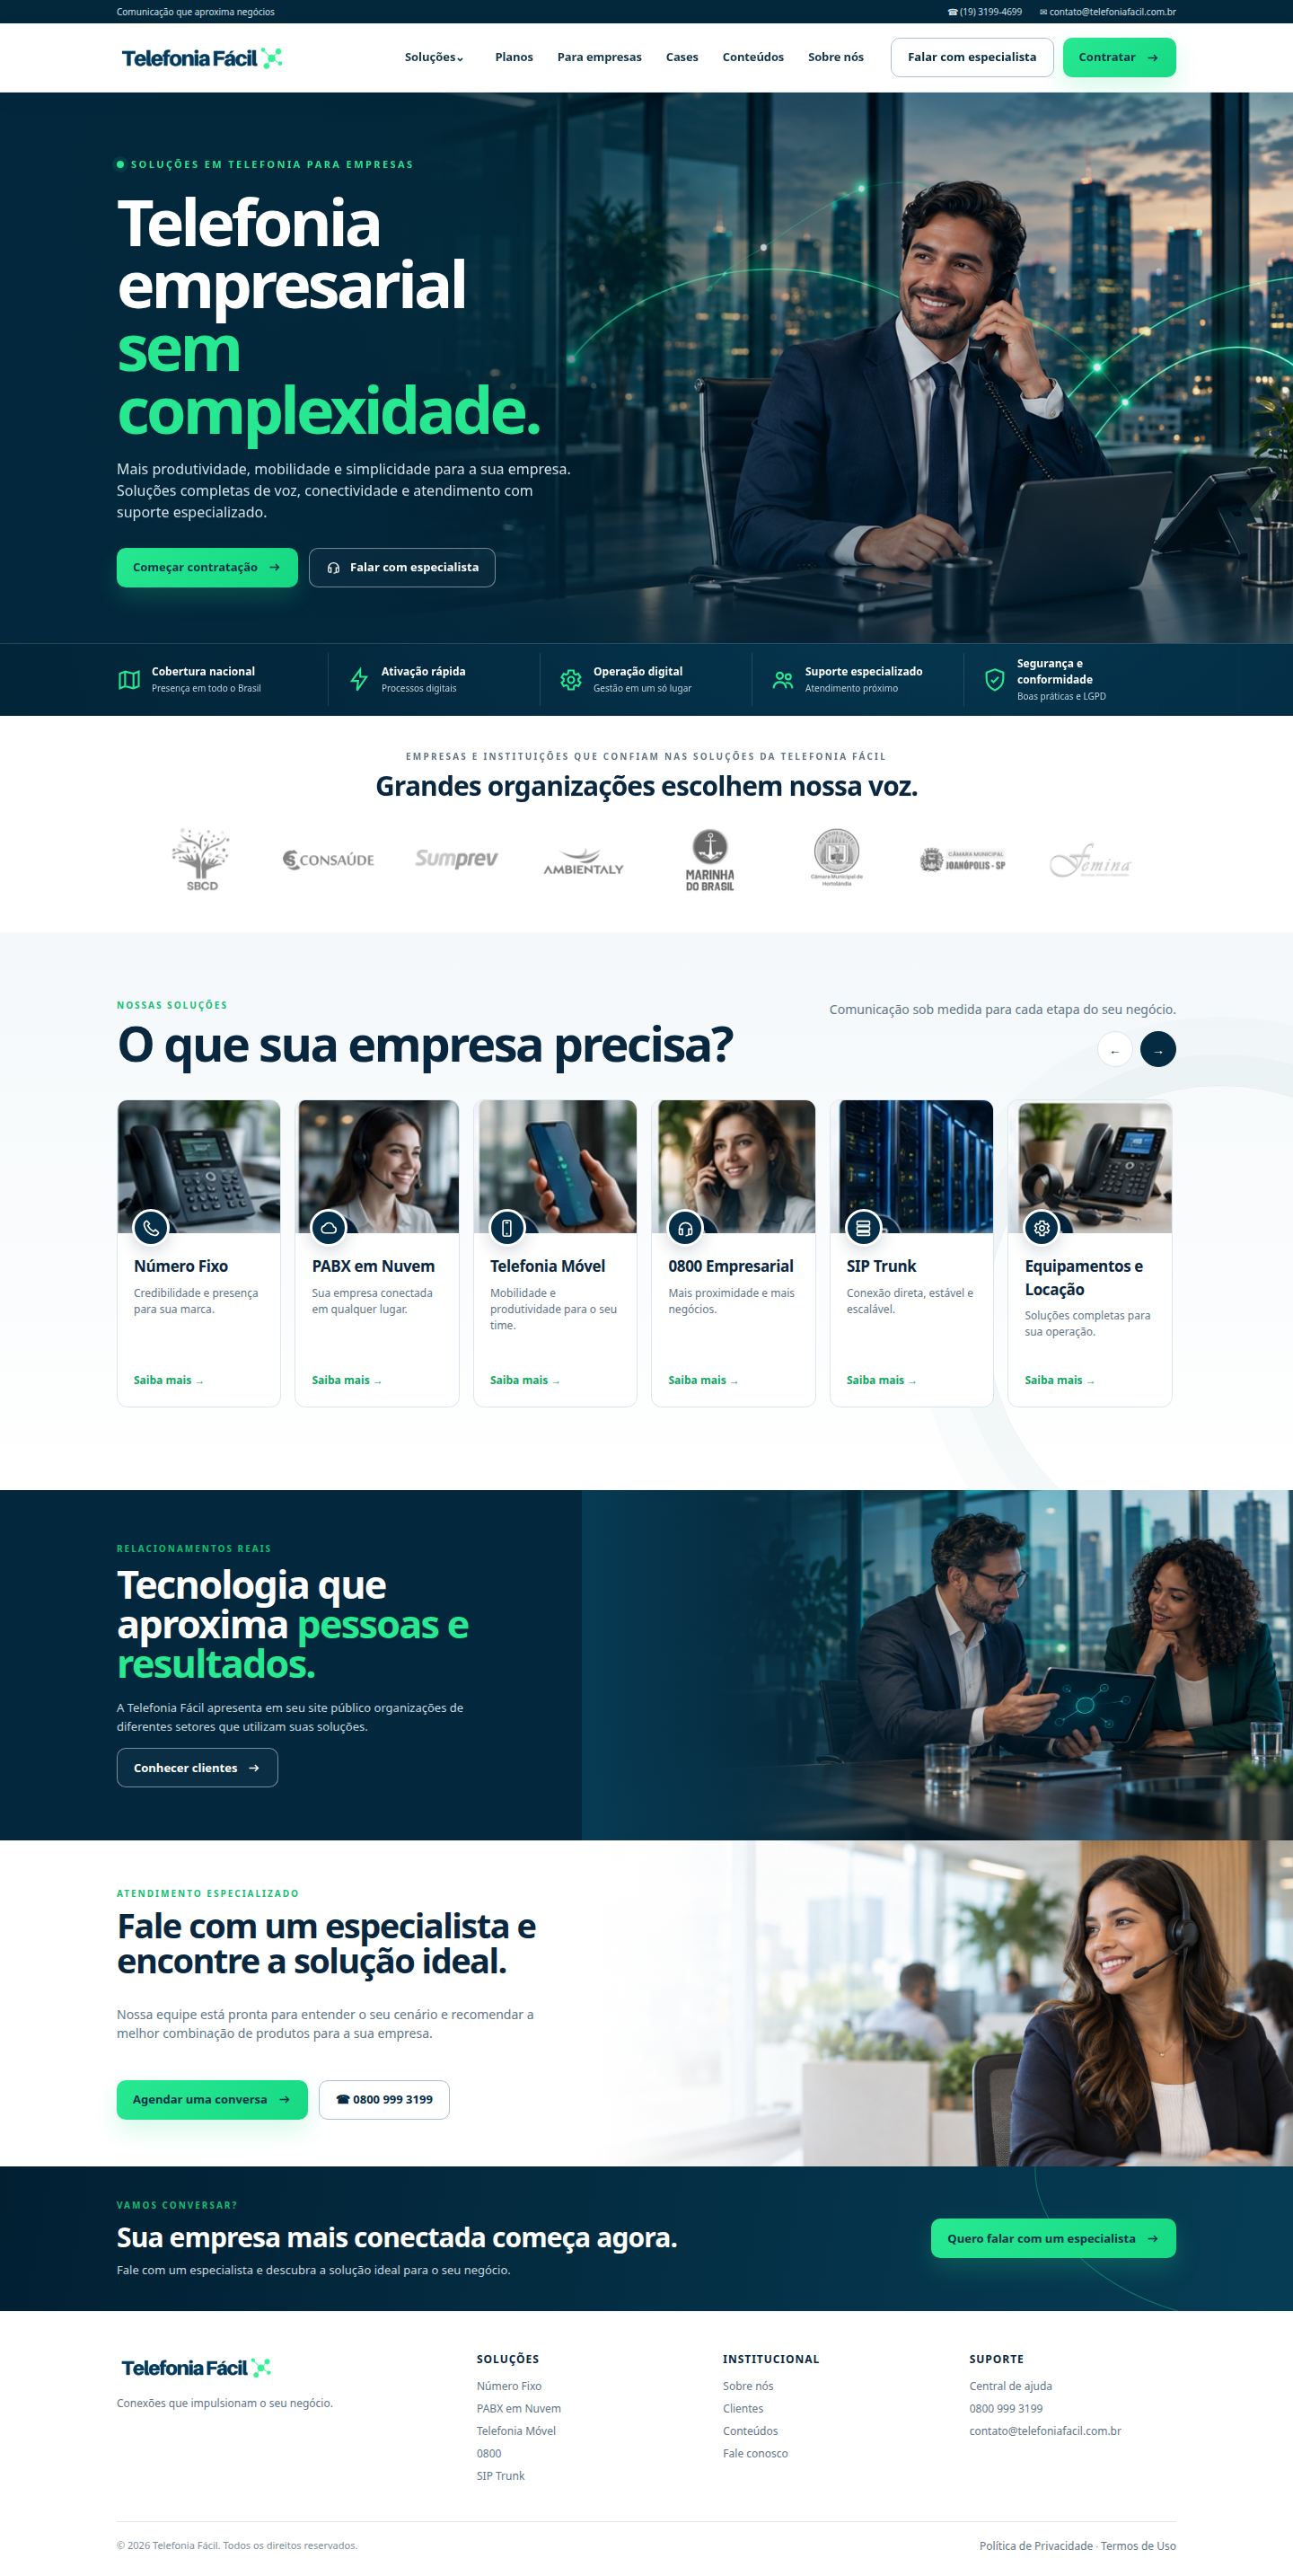 Comunicação que aproxima negócios
☎ (19) 3199-4699
✉ contato@telefoniafacil.com.br
Telefonia Fácil
Soluções
Planos
Para empresas
Cases
Conteúdos
Sobre nós
Falar com especialista
Contratar →
SOLUÇÕES EM TELEFONIA PARA EMPRESAS
Telefonia
empresarial
sem
complexidade.
Mais produtividade, mobilidade e simplicidade para a sua empresa.
Soluções completas de voz, conectividade e atendimento com
suporte especializado.
Começar contratação →
Falar com especialista
Cobertura nacional
Presença em todo o Brasil
Ativação rápida
Processos digitais
Operação digital
Gestão em um só lugar
Suporte especializado
Atendimento próximo
Segurança e
conformidade
Boas práticas e LGPD
EMPRESAS E INSTITUIÇÕES QUE CONFIAM NAS SOLUÇÕES DA TELEFONIA FÁCIL
Grandes organizações escolhem nossa voz.
SBCD
CONSAÚDE
Sumprev
AMBIENTALY
MARINHA
DO BRASIL
Câmara Municipal de
Hortolândia
CÂMARA MUNICIPAL
JOANÓPOLIS - SP
Femina
NOSSAS SOLUÇÕES
O que sua empresa precisa?
Comunicação sob medida para cada etapa do seu negócio.
← →
Número Fixo
Credibilidade e presença
para sua marca.
Saiba mais →
PABX em Nuvem
Sua empresa conectada
em qualquer lugar.
Saiba mais →
Telefonia Móvel
Mobilidade e
produtividade para o seu
time.
Saiba mais →
0800 Empresarial
Mais proximidade e mais
negócios.
Saiba mais →
SIP Trunk
Conexão direta, estável e
escalável.
Saiba mais →
Equipamentos e
Locação
Soluções completas para
sua operação.
Saiba mais →
RELACIONAMENTOS REAIS
Tecnologia que
aproxima pessoas e
resultados.
A Telefonia Fácil apresenta em seu site público organizações de
diferentes setores que utilizam suas soluções.
Conhecer clientes →
ATENDIMENTO ESPECIALIZADO
Fale com um especialista e
encontre a solução ideal.
Nossa equipe está pronta para entender o seu cenário e recomendar a
melhor combinação de produtos para a sua empresa.
Agendar uma conversa →
☎ 0800 999 3199
VAMOS CONVERSAR?
Sua empresa mais conectada começa agora.
Fale com um especialista e descubra a solução ideal para o seu negócio.
Quero falar com um especialista →
Telefonia Fácil
Conexões que impulsionam o seu negócio.
SOLUÇÕES
Número Fixo
PABX em Nuvem
Telefonia Móvel
0800
SIP Trunk
INSTITUCIONAL
Sobre nós
Clientes
Conteúdos
Fale conosco
SUPORTE
Central de ajuda
0800 999 3199
contato@telefoniafacil.com.br
© 2026 Telefonia Fácil. Todos os direitos reservados.
Política de Privacidade · Termos de Uso